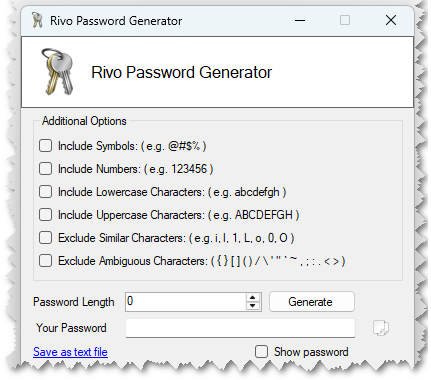 Rivo Password Generator
Rivo Password Generator
Additional Options
Include Symbols: ( e.g. @#$% )
Include Numbers: ( e.g. 123456 )
Include Lowercase Characters: ( e.g. abcdefgh )
Include Uppercase Characters: ( e.g. ABCDEFGH )
Exclude Similar Characters: ( e.g. i, l, 1, L, o, 0, O )
Exclude Ambiguous Characters: ( { } [ ] ( ) / \ ' " ` ~ , ; : . < > )
Password Length 0 Generate
Your Password
Save as text file Show password